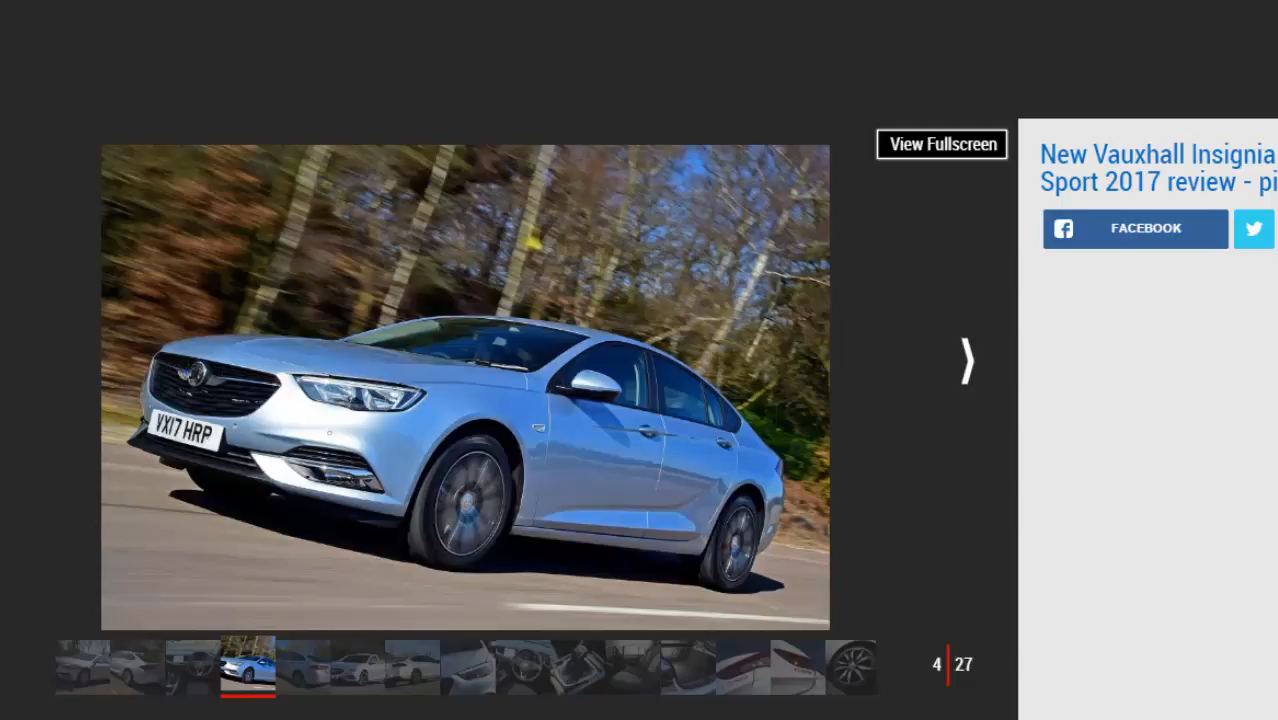 View Fullscreen
New Vauxhall Insignia
Sport 2017 review - pi
FACEBOOK
VX17 HRP
4 27